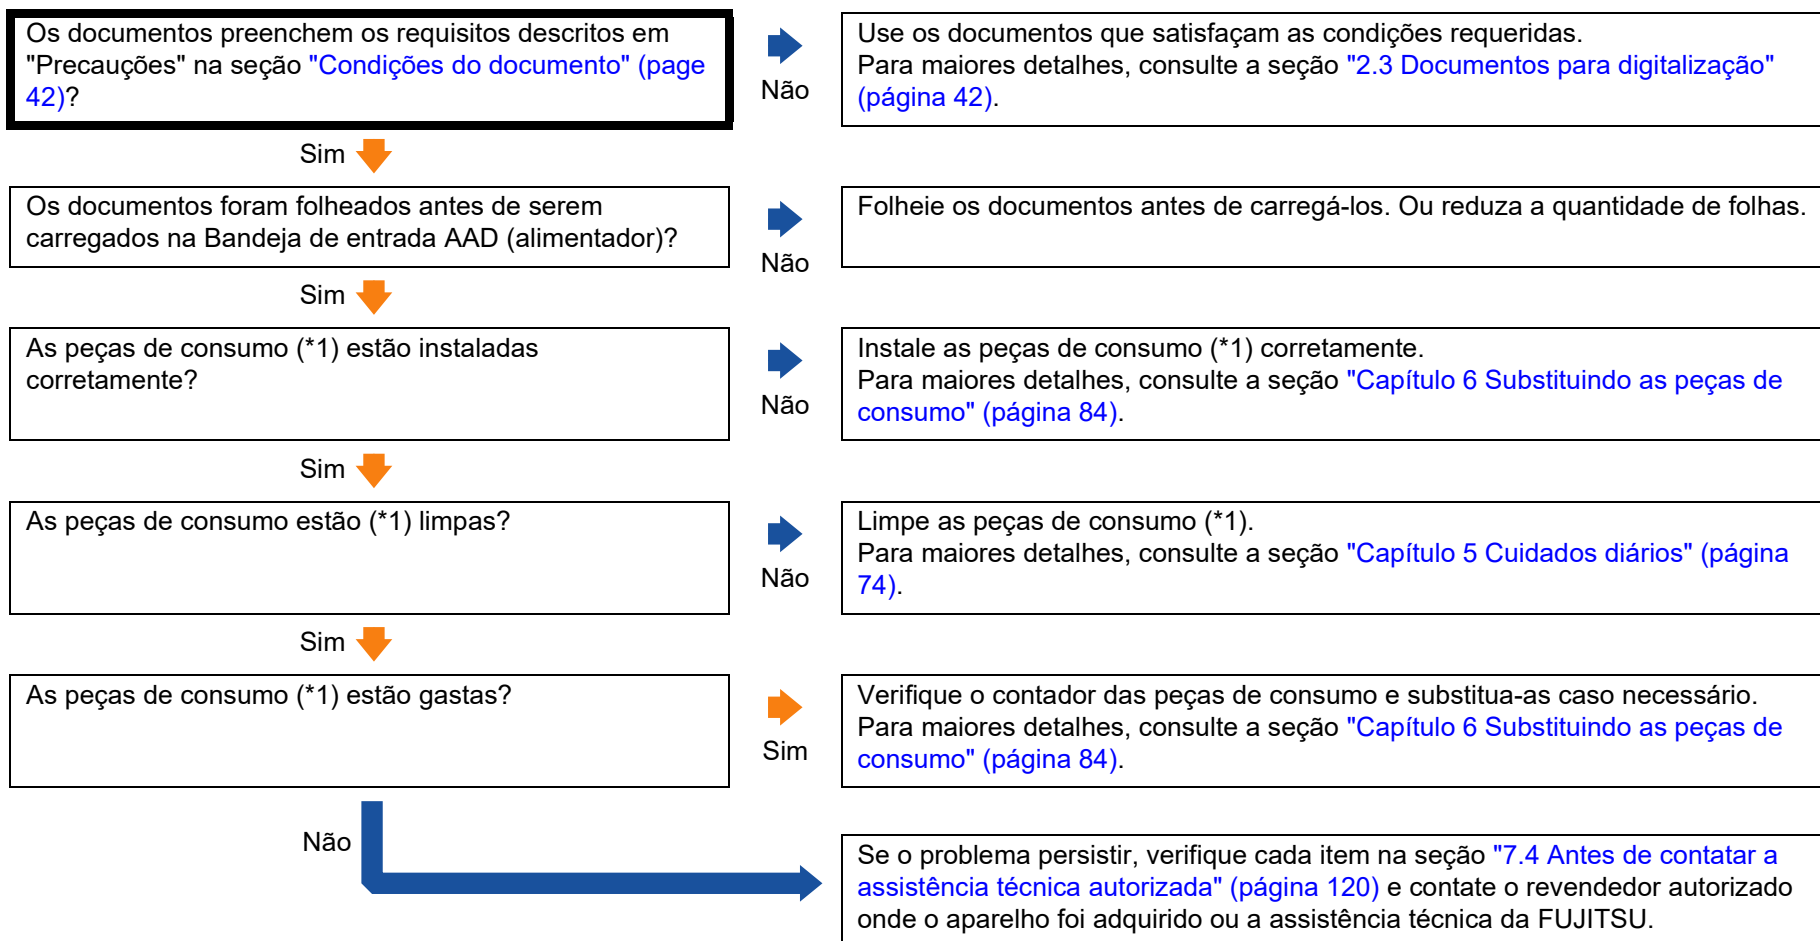 Os documentos preenchem os requisitos descritos em
"Precauções" na seção "Condições do documento" (page
42)?
Não
Use os documentos que satisfaçam as condições requeridas.
Para maiores detalhes, consulte a seção "2.3 Documentos para digitalização"
(página 42).
Sim
Os documentos foram folheados antes de serem
carregados na Bandeja de entrada AAD (alimentador)?
Não
Folheie os documentos antes de carregá-los. Ou reduza a quantidade de folhas.
Sim
As peças de consumo (*1) estão instaladas
corretamente?
Não
Instale as peças de consumo (*1) corretamente.
Para maiores detalhes, consulte a seção "Capítulo 6 Substituindo as peças de
consumo" (página 84).
Sim
As peças de consumo estão (*1) limpas?
Não
Limpe as peças de consumo (*1).
Para maiores detalhes, consulte a seção "Capítulo 5 Cuidados diários" (página
74).
Sim
As peças de consumo (*1) estão gastas?
Sim
Verifique o contador das peças de consumo e substitua-as caso necessário.
Para maiores detalhes, consulte a seção "Capítulo 6 Substituindo as peças de
consumo" (página 84).
Não
Se o problema persistir, verifique cada item na seção "7.4 Antes de contatar a
assistência técnica autorizada" (página 120) e contate o revendedor autorizado
onde o aparelho foi adquirido ou a assistência técnica da FUJITSU.